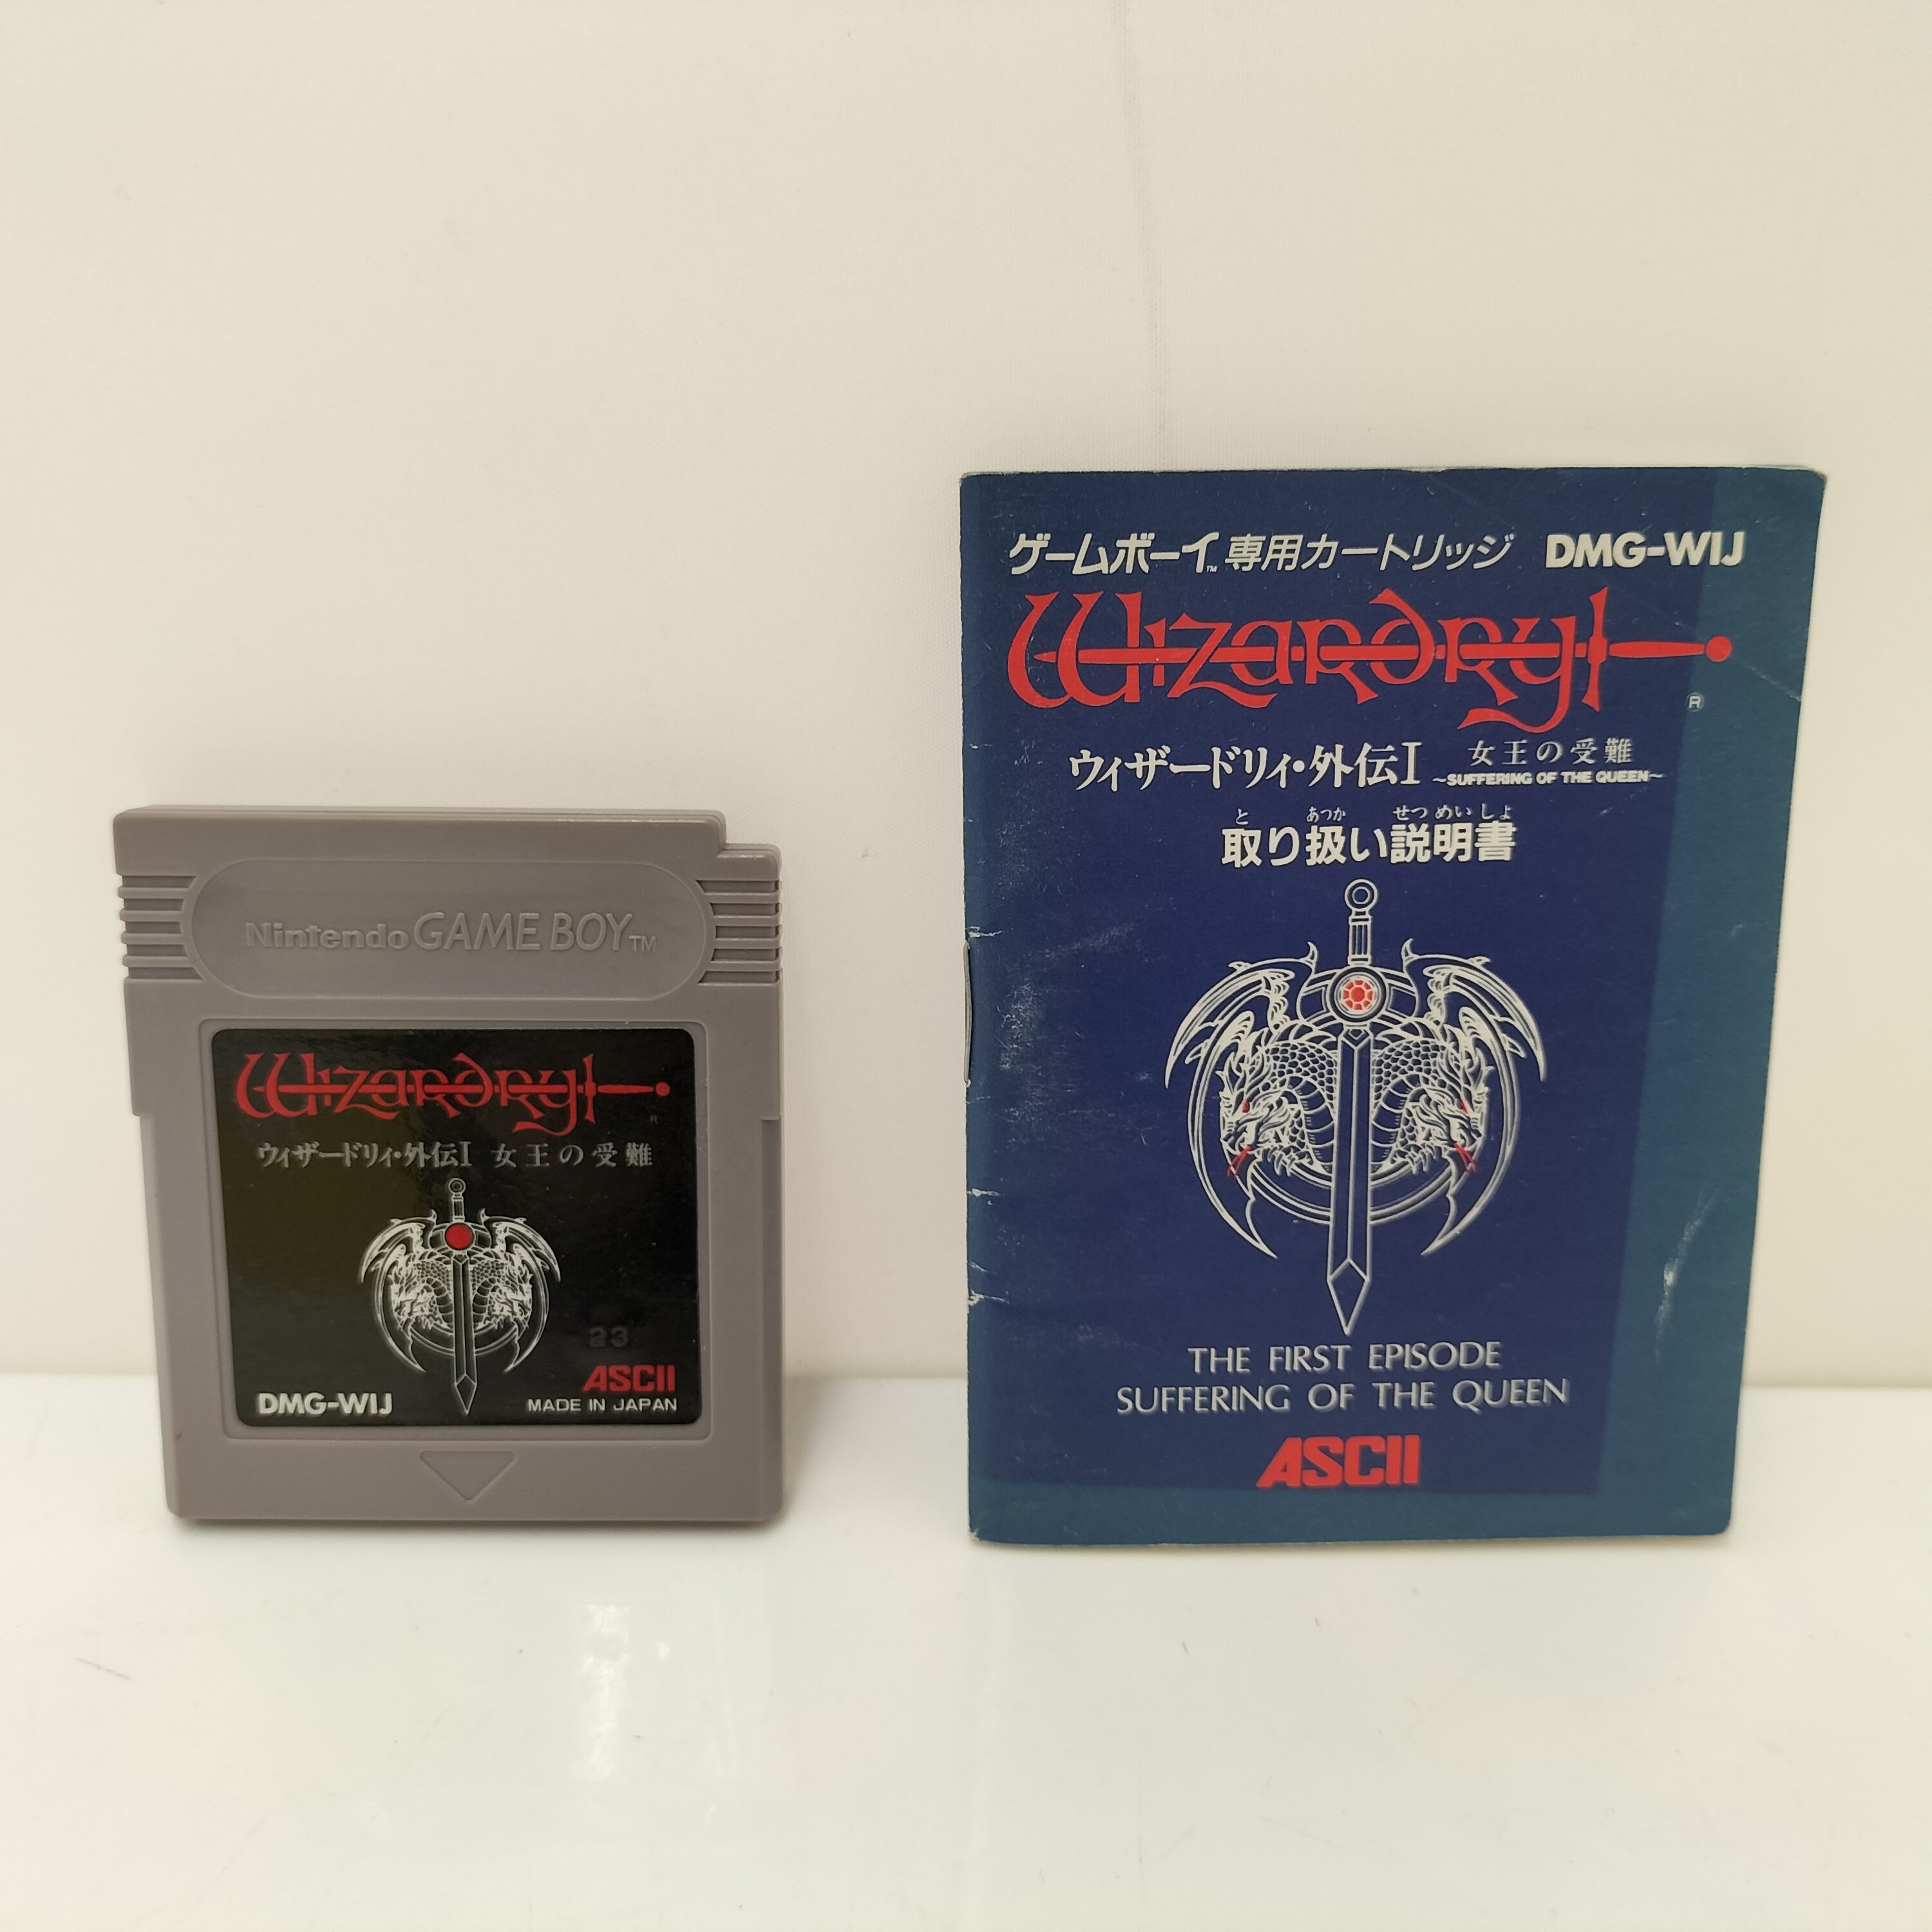 Nintendo GAME BOY™
Wizardry
®
ウィザードリィ・外伝I 女王の受難
23
ASCII
DMG-WIJ
MADE IN JAPAN
ゲームボーイ™専用カートリッジ DMG-WIJ
Wizardry
®
ウィザードリィ・外伝I 女王の受難
~SUFFERING OF THE QUEEN~
と あつか せつ めい しょ
取り扱い説明書
THE FIRST EPISODE
SUFFERING OF THE QUEEN
ASCII